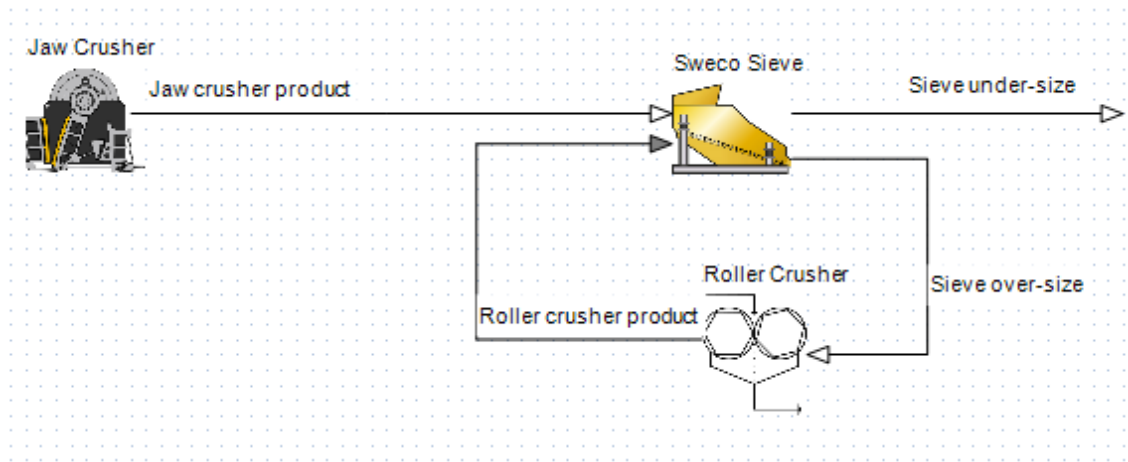 Jaw Crusher
Jaw crusher product
Sweco Sieve
Sieve under-size
Roller Crusher
Sieve over-size
Roller crusher product